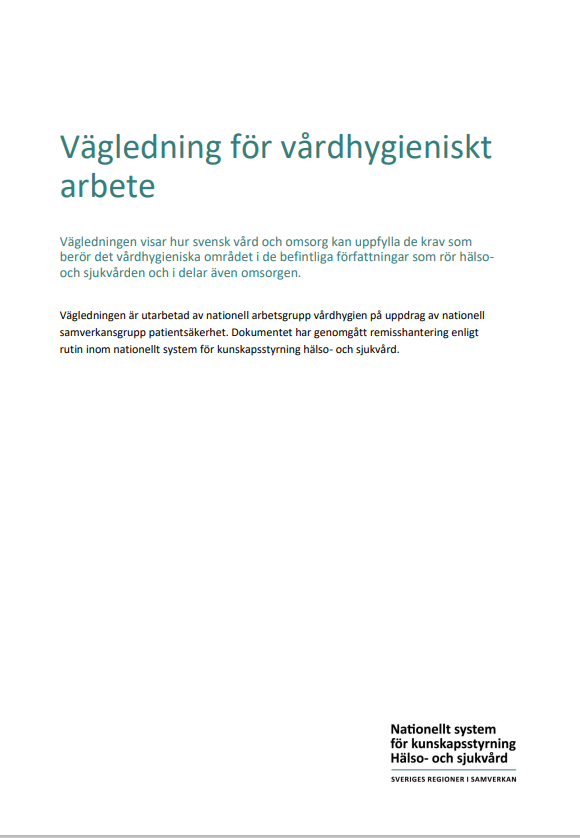 Vägledning för vårdhygieniskt
arbete
Vägledningen visar hur svensk vård och omsorg kan uppfylla de krav som
berör det vårdhygieniska området i de befintliga författningar som rör hälso-
och sjukvården och i delar även omsorgen.
Vägledningen är utarbetad av nationell arbetsgrupp vårdhygien på uppdrag av nationell
samverkansgrupp patientsäkerhet. Dokumentet har genomgått remisshantering enligt
rutin inom nationellt system för kunskapsstyrning hälso- och sjukvård.
Nationellt system
för kunskapsstyrning
Hälso- och sjukvård
SVERIGES REGIONER I SAMVERKAN